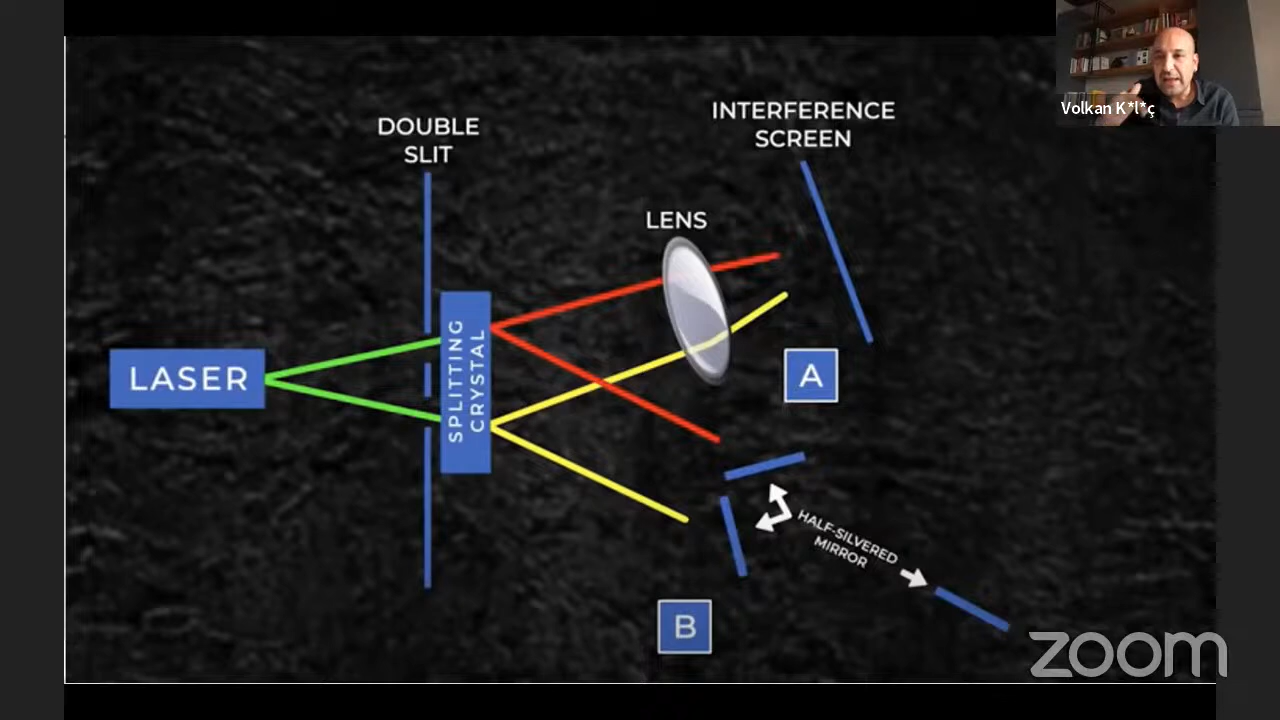 Volkan K*l*ç
DOUBLE
SLIT
INTERFERENCE
SCREEN
LENS
LASER
SPLITTING
CRYSTAL
A
HALF-SILVERED
MIRROR
B
zoom